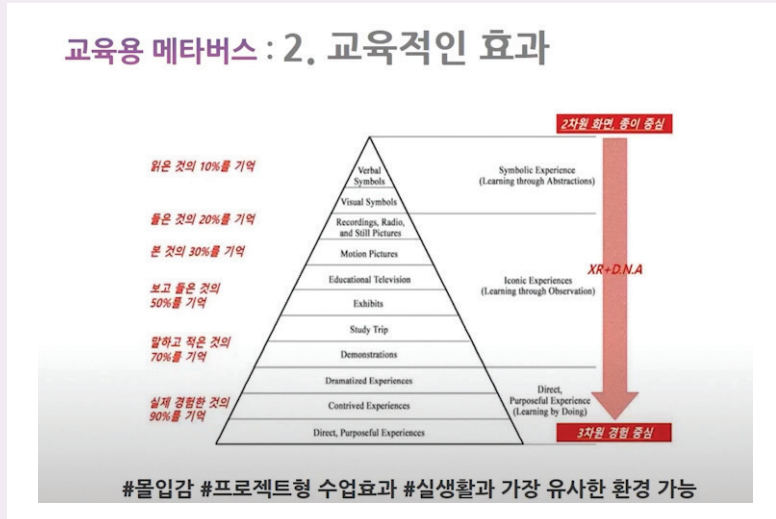 교육용 메타버스 : 2. 교육적인 효과
2차원 화면, 종이 중심
읽은 것의 10%를 기억
Verbal
Symbols
Symbolic Experience
(Learning through Abstractions)
Visual Symbols
들은 것의 20%를 기억
Recordings, Radio,
and Still Pictures
본 것의 30%를 기억
Motion Pictures
XR+D.N.A
Educational Television
Iconic Experiences
(Learning through Observation)
보고 들은 것의
50%를 기억
Exhibits
Study Trip
말하고 적은 것의
70%를 기억
Demonstrations
Dramatized Experiences
Direct,
Purposeful Experience
(Learning by Doing)
실제 경험한 것의
90%를 기억
Contrived Experiences
Direct, Purposeful Experiences
3차원 경험 중심
#몰입감 #프로젝트형 수업효과 #실생활과 가장 유사한 환경 가능